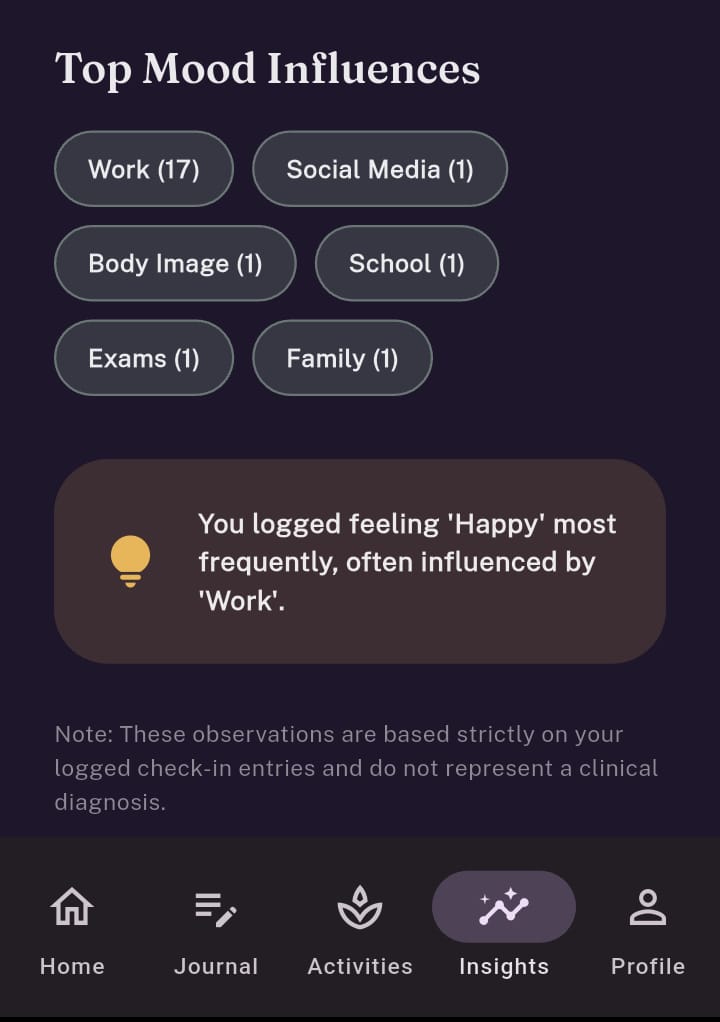 Top Mood Influences
Work (17)
Social Media (1)
Body Image (1)
School (1)
Exams (1)
Family (1)
You logged feeling 'Happy' most
frequently, often influenced by
'Work'.
Note: These observations are based strictly on your
logged check-in entries and do not represent a clinical
diagnosis.
Home
Journal
Activities
Insights
Profile